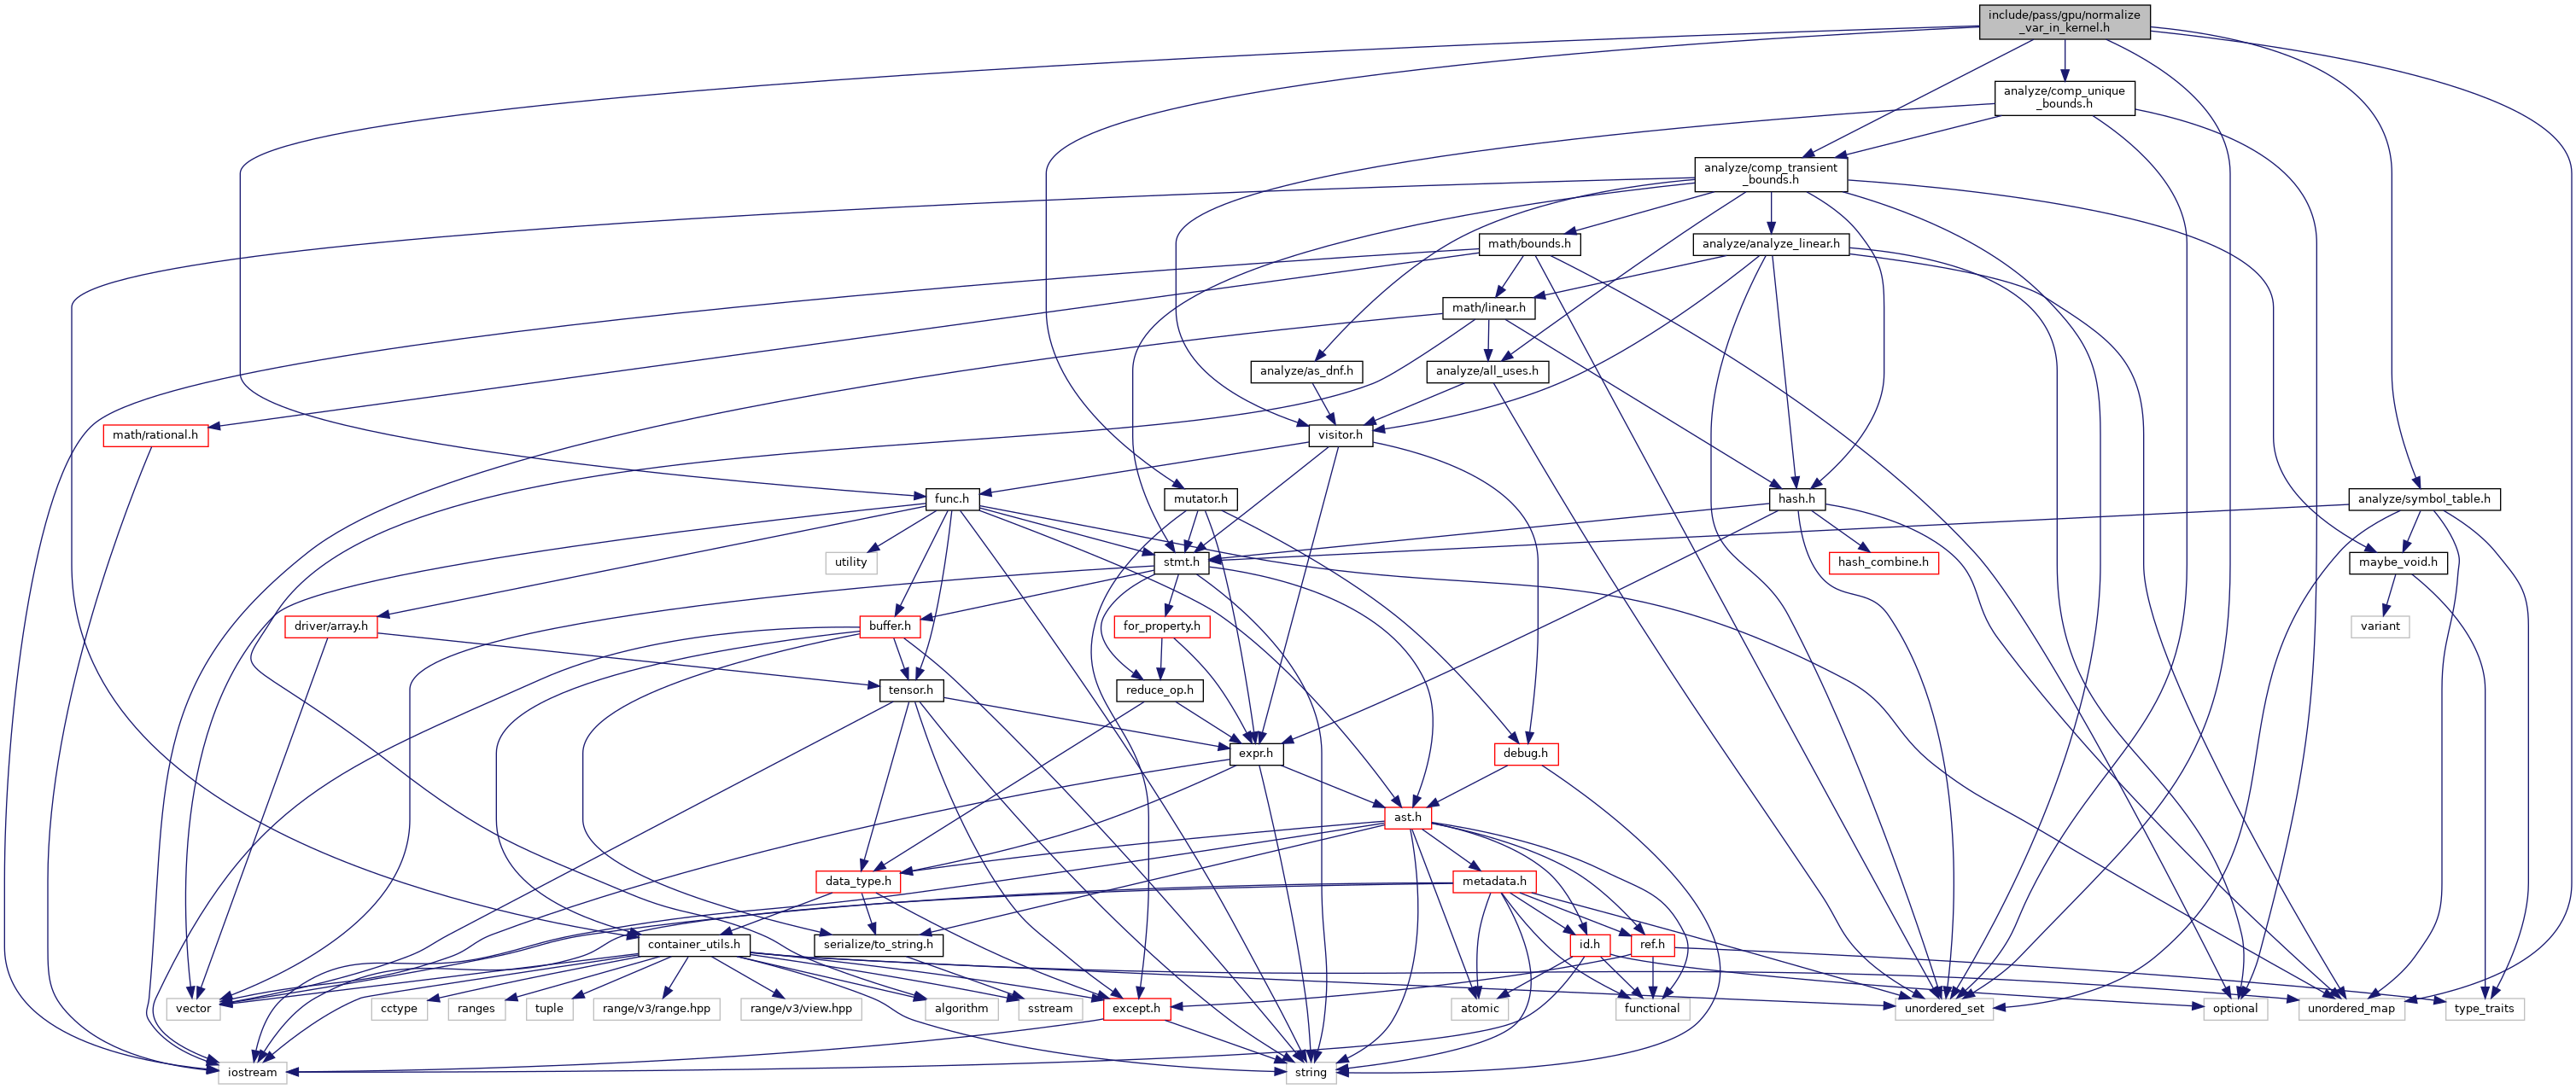 include/pass/gpu/normalize
_var_in_kernel.h
analyze/comp_unique
_bounds.h
analyze/comp_transient
_bounds.h
math/bounds.h
analyze/analyze_linear.h
math/linear.h
analyze/as_dnf.h
analyze/all_uses.h
math/rational.h
visitor.h
func.h
mutator.h
hash.h
analyze/symbol_table.h
utility
stmt.h
hash_combine.h
maybe_void.h
driver/array.h
buffer.h
for_property.h
variant
tensor.h
reduce_op.h
expr.h
debug.h
ast.h
data_type.h
metadata.h
container_utils.h
serialize/to_string.h
id.h
ref.h
vector
cctype
ranges
tuple
range/v3/range.hpp
range/v3/view.hpp
algorithm
sstream
except.h
atomic
functional
unordered_set
optional
unordered_map
type_traits
iostream
string